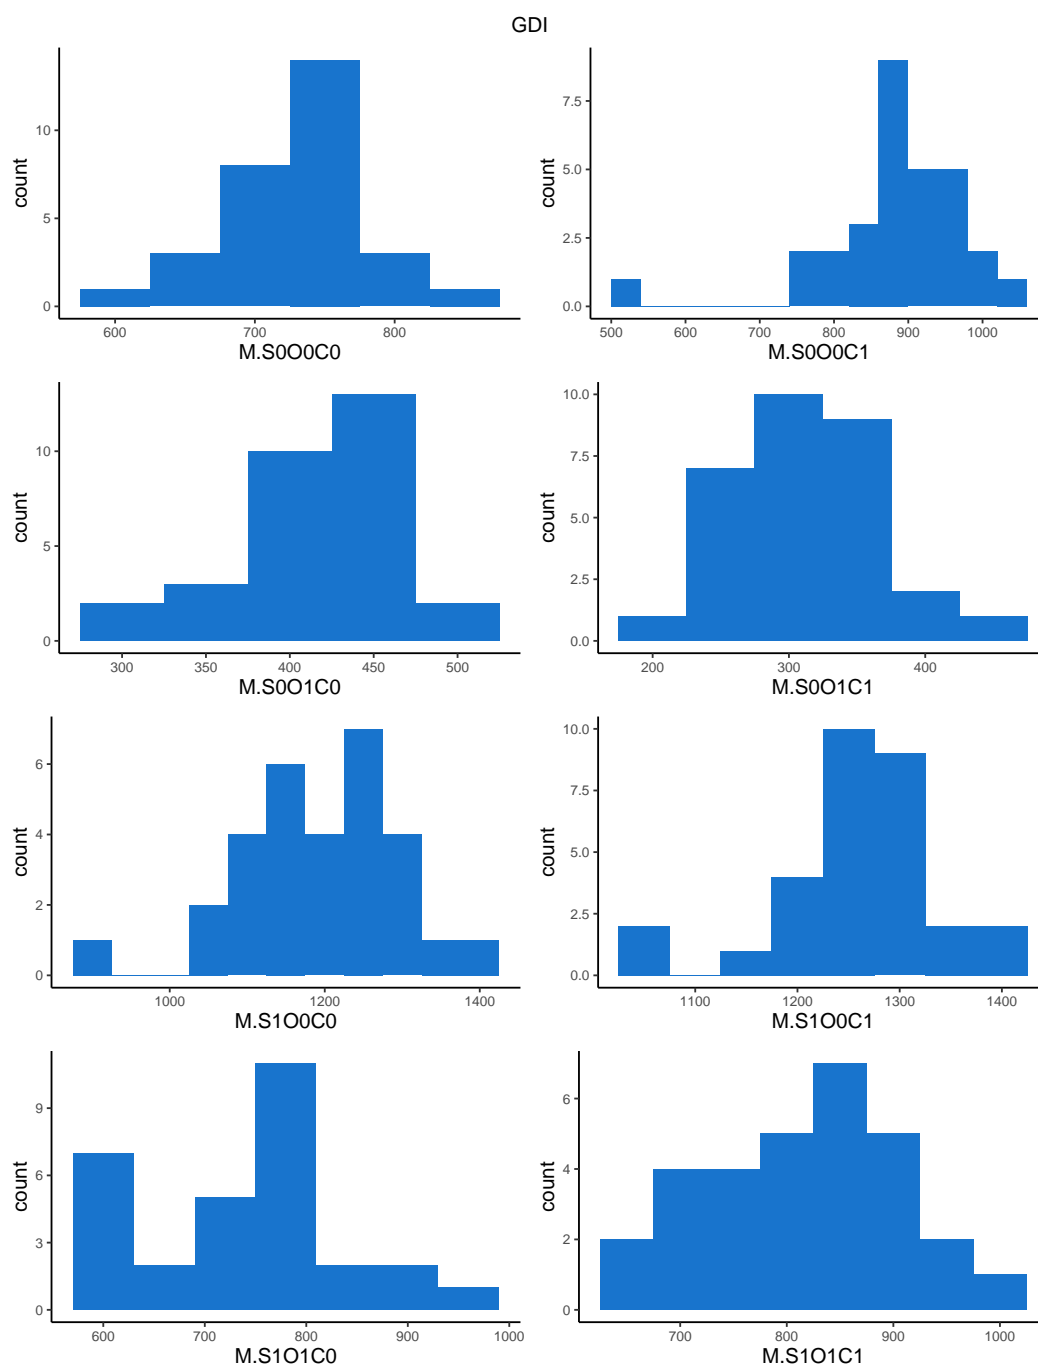 GDI
count
10
5
0
600 700 800
M.S0O0C0
count
7.5
5.0
2.5
0.0
500 600 700 800 900 1000
M.S0O0C1
count
10
5
0
300 350 400 450 500
M.S0O1C0
count
10.0
7.5
5.0
2.5
0.0
200 300 400
M.S0O1C1
count
6
4
2
0
1000 1200 1400
M.S1O0C0
count
10.0
7.5
5.0
2.5
0.0
1100 1200 1300 1400
M.S1O0C1
count
9
6
3
0
600 700 800 900 1000
M.S1O1C0
count
6
4
2
0
700 800 900 1000
M.S1O1C1